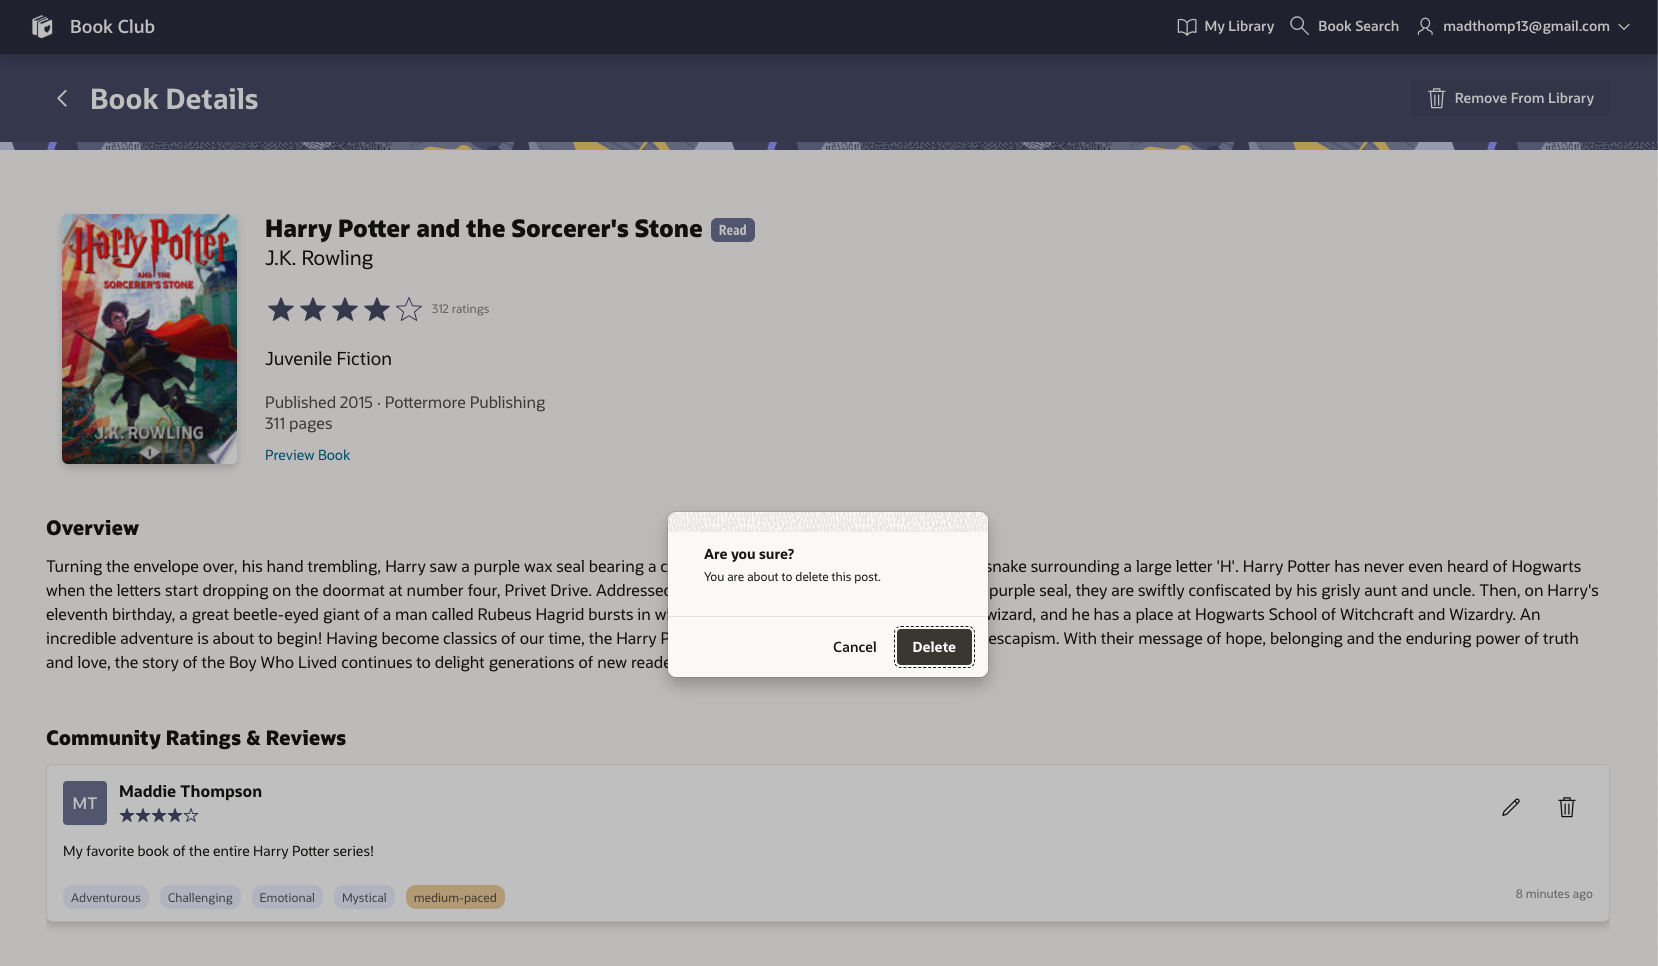 Book Club
My Library
Book Search
madthomp13@gmail.com
Book Details
Remove From Library
Harry Potter
AND THE
SORCERER'S STONE
J.K. ROWLING
Harry Potter and the Sorcerer's Stone Read
J.K. Rowling
312 ratings
Juvenile Fiction
Published 2015 · Pottermore Publishing
311 pages
Preview Book
Overview
Turning the envelope over, his hand trembling, Harry saw a purple wax seal bearing a c snake surrounding a large letter 'H'. Harry Potter has never even heard of Hogwarts
when the letters start dropping on the doormat at number four, Privet Drive. Addressed purple seal, they are swiftly confiscated by his grisly aunt and uncle. Then, on Harry's
eleventh birthday, a great beetle-eyed giant of a man called Rubeus Hagrid bursts in wi wizard, and he has a place at Hogwarts School of Witchcraft and Wizardry. An
incredible adventure is about to begin! Having become classics of our time, the Harry P escapism. With their message of hope, belonging and the enduring power of truth
and love, the story of the Boy Who Lived continues to delight generations of new reade
Are you sure?
You are about to delete this post.
Cancel
Delete
Community Ratings & Reviews
MT
Maddie Thompson
My favorite book of the entire Harry Potter series!
Adventurous
Challenging
Emotional
Mystical
medium-paced
8 minutes ago